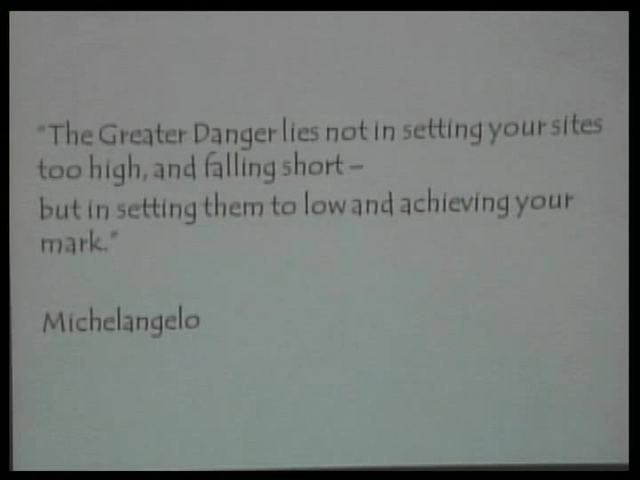 "The Greater Danger lies not in setting your sites
too high, and falling short –
but in setting them to low and achieving your
mark."
Michelangelo